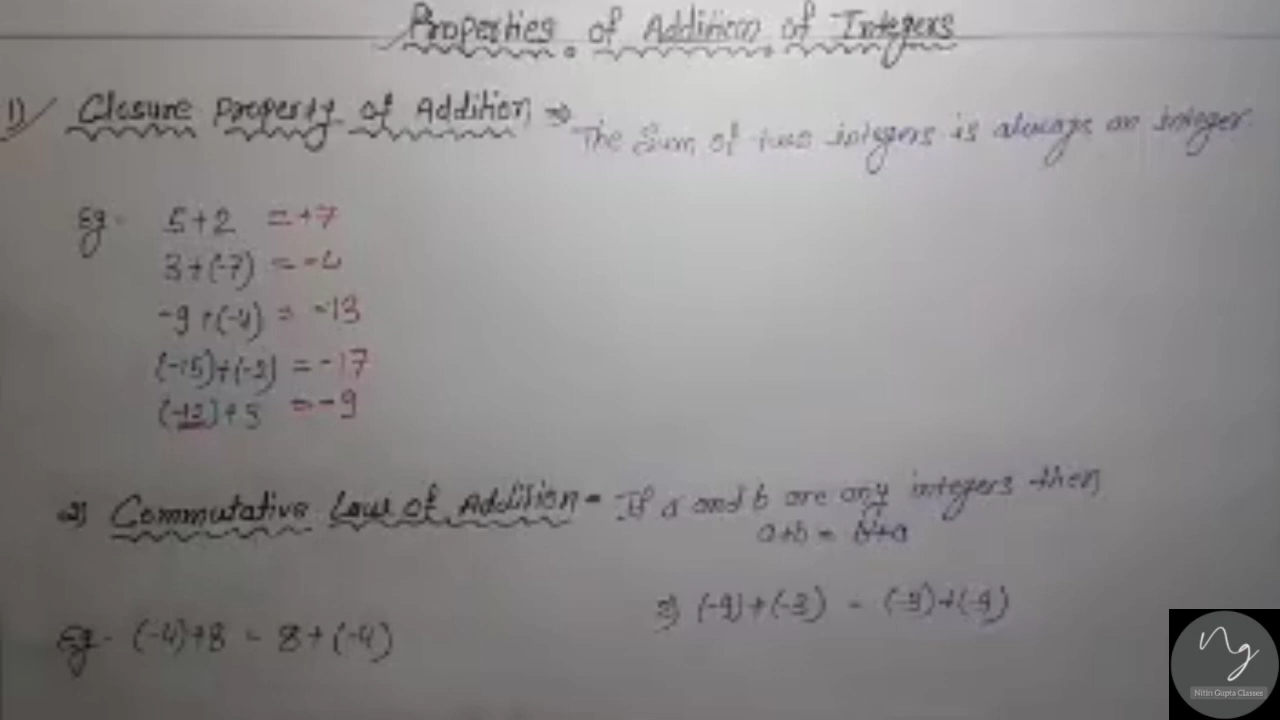 Properties of Addition of Integers
1) Closure Property of Addition ⇒ The Sum of two integers is always an integer.
Eg - 5+2 = +7
3+(-7) = -4
-9+(-4) = -13
(-15)+(-2) = -17
(-12)+3 = -9
2) Commutative Law of Addition = If a and b are any integers then
a+b = b+a
Eg - (-4)+8 = 8+(-4)
2) (-9)+(-3) = (-3)+(-9)
Ng
Nitin Gupta Classes